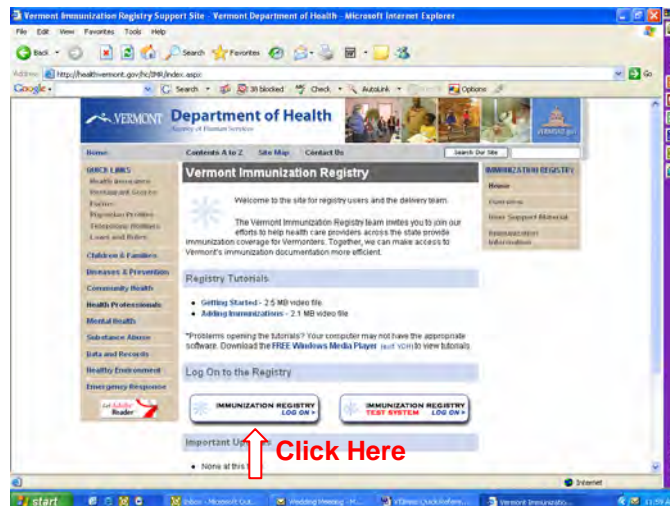 Vermont Immunization Registry Support Site - Vermont Department of Health - Microsoft Internet Explorer
File Edit View Favorites Tools Help
Back Search Favorites
Address http://healthvermont.gov/hc/IMR/index.aspx Go
Google Search 38 blocked Check AutoLink Options
VERMONT Department of Health
Agency of Human Services
Home Contents A to Z Site Map Contact Us Search Our Site
QUICK LINKS
Health Insurance
Restaurant Scores
Children & Families
Diseases & Prevention
Community Health
Health Professionals
Mental Health
Substance Abuse
Data and Records
Healthy Environment
Emergency Response
Get Adobe Reader
Vermont Immunization Registry
Welcome to the site for registry users and the delivery team.
The Vermont Immunization Registry team invites you to join our
efforts to help health care providers across the state provide
immunization coverage for Vermonters. Together, we can make access to
Vermont's immunization documentation more efficient.
Registry Tutorials
Getting Started - 2.5 MB video file
Adding Immunizations - 2.1 MB video file
*Problems opening the tutorials? Your computer may not have the appropriate
software. Download the FREE Windows Media Player (exit VDH) to view tutorials.
Log On to the Registry
IMMUNIZATION REGISTRY
LOG ON >
IMMUNIZATION REGISTRY
TEST SYSTEM LOG ON >
Important
Click Here
None at this
IMMUNIZATION REGISTRY
Home
Overview
User Support Material
Immunization
Information
Internet
start Inbox - Microsoft Out... Wedding Meeting - M... Vermont Immunizatio... 11:59 A